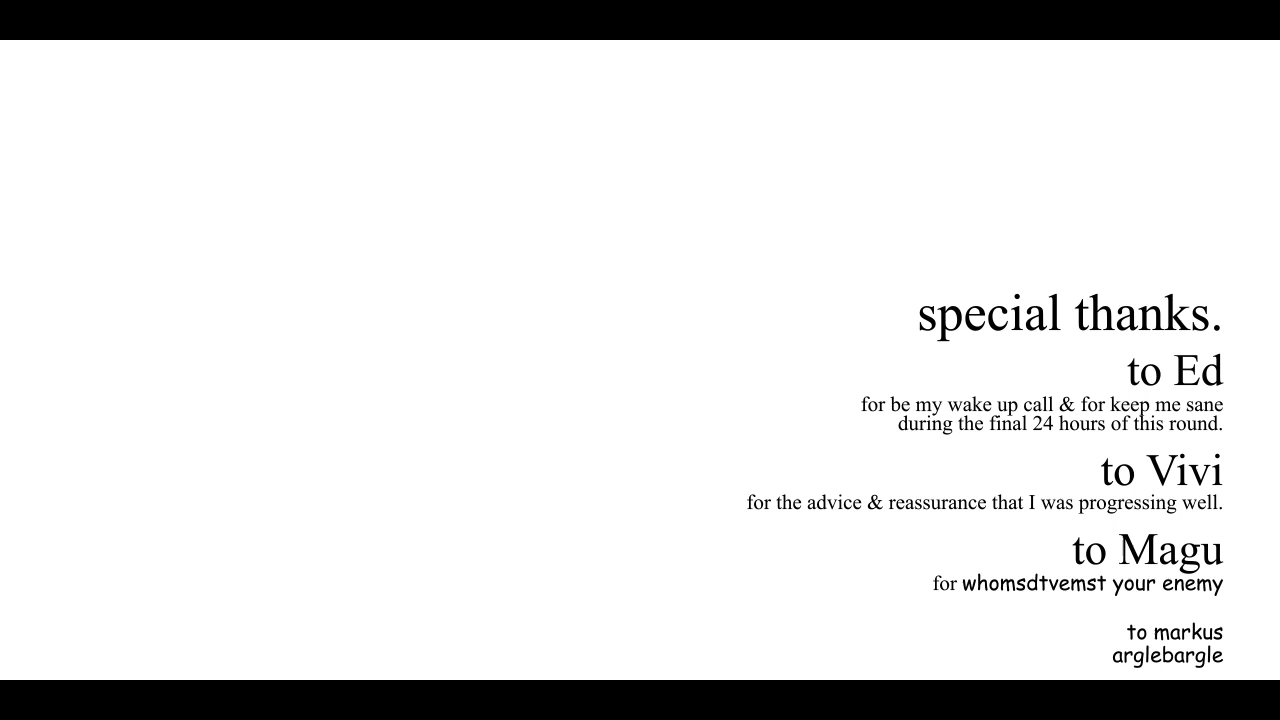 special thanks.
to Ed
for be my wake up call & for keep me sane
during the final 24 hours of this round.
to Vivi
for the advice & reassurance that I was progressing well.
to Magu
for whomsdtvemst your enemy
to markus
arglebargle